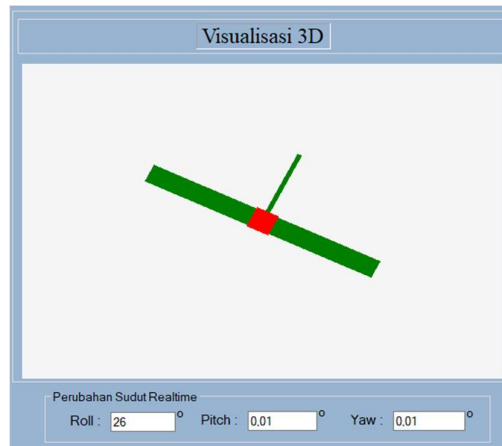 Visualisasi 3D
Perubahan Sudut Realtime
Roll : 26 o Pitch : 0,01 o Yaw : 0,01 o